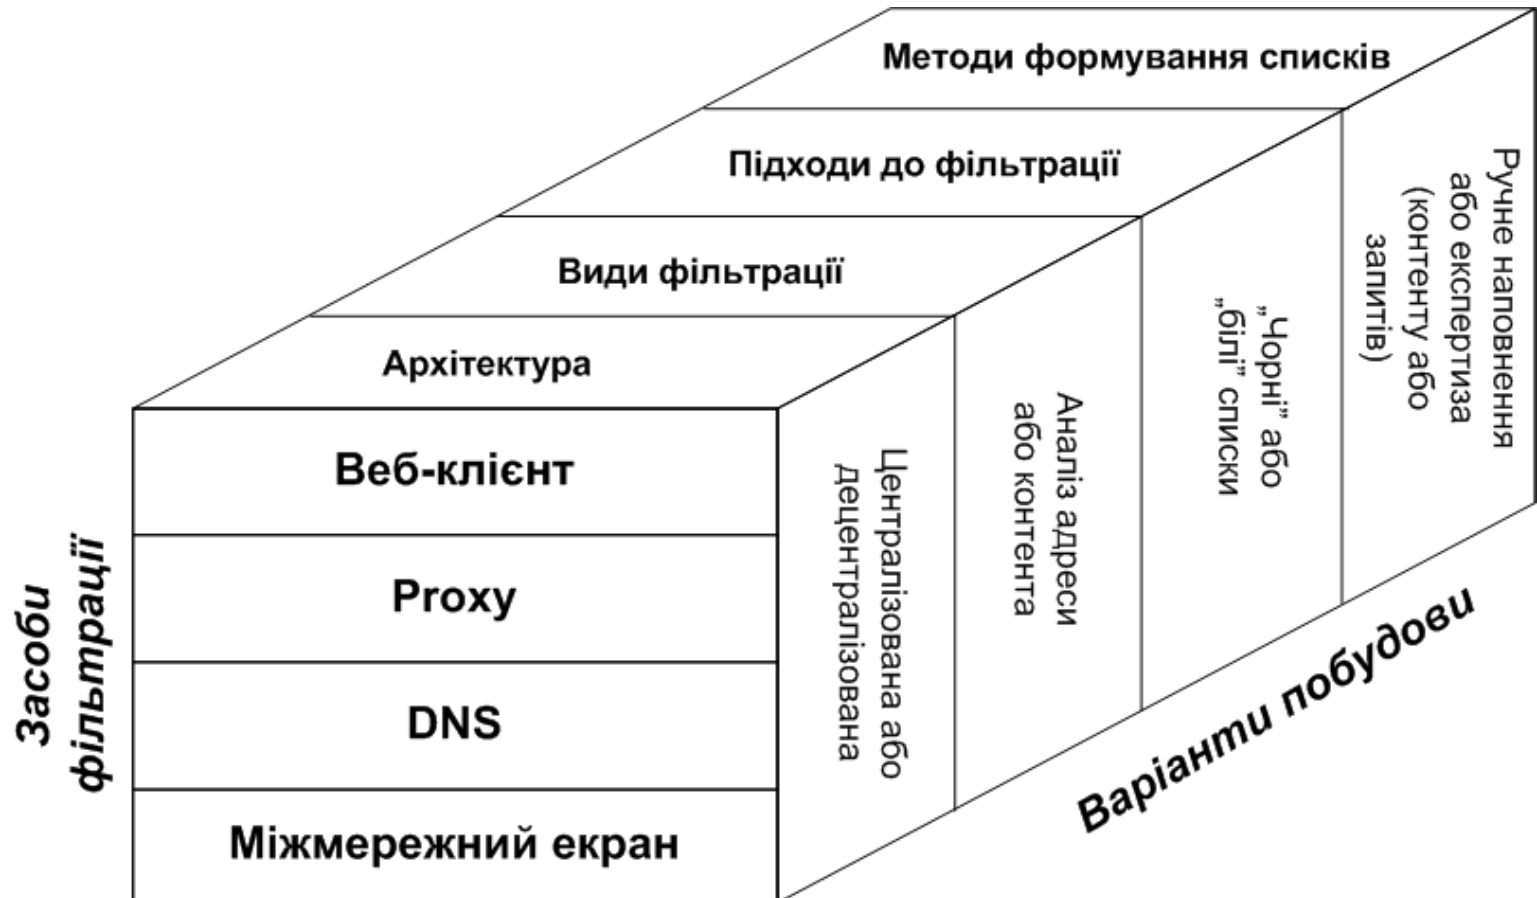 Методи формування списків
Підходи до фільтрації
Види фільтрації
Архітектура
Веб-клієнт
Proxy
DNS
Міжмережний екран
Засоби
фільтрації
Централізована або
децентралізована
Аналіз адреси
або контента
„Чорні” або
„білі” списки
Ручне наповнення
або експертиза
(контенту або
запитів)
Варіанти побудови